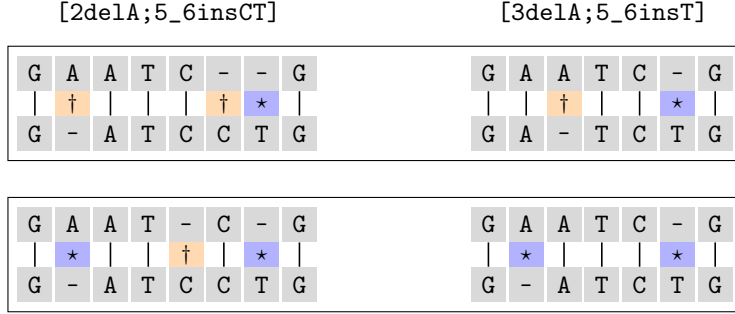 [2delA;5_6insCT] [3delA;5_6insT]
G A A T C - - G G A A T C - G
| † | | | † ⋆ | | | † | | ⋆ |
G - A T C C T G G A - T C T G
G A A T - C - G G A A T C - G
| ⋆ | | † | ⋆ | | ⋆ | | | ⋆ |
G - A T C C T G G - A T C T G